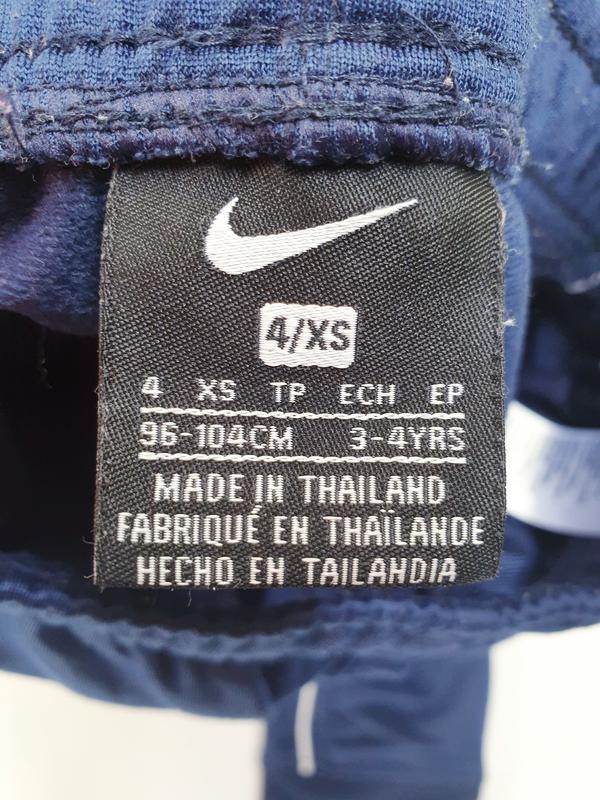 4/XS
4 XS TP ECH EP
96-104CM 3-4YRS
MADE IN THAILAND
FABRIQUÉ EN THAÏLANDE
HECHO EN TAILANDIA